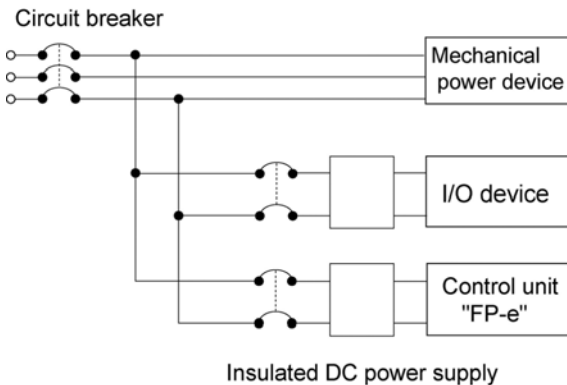 Circuit breaker
Mechanical
power device
I/O device
Control unit
"FP-e"
Insulated DC power supply